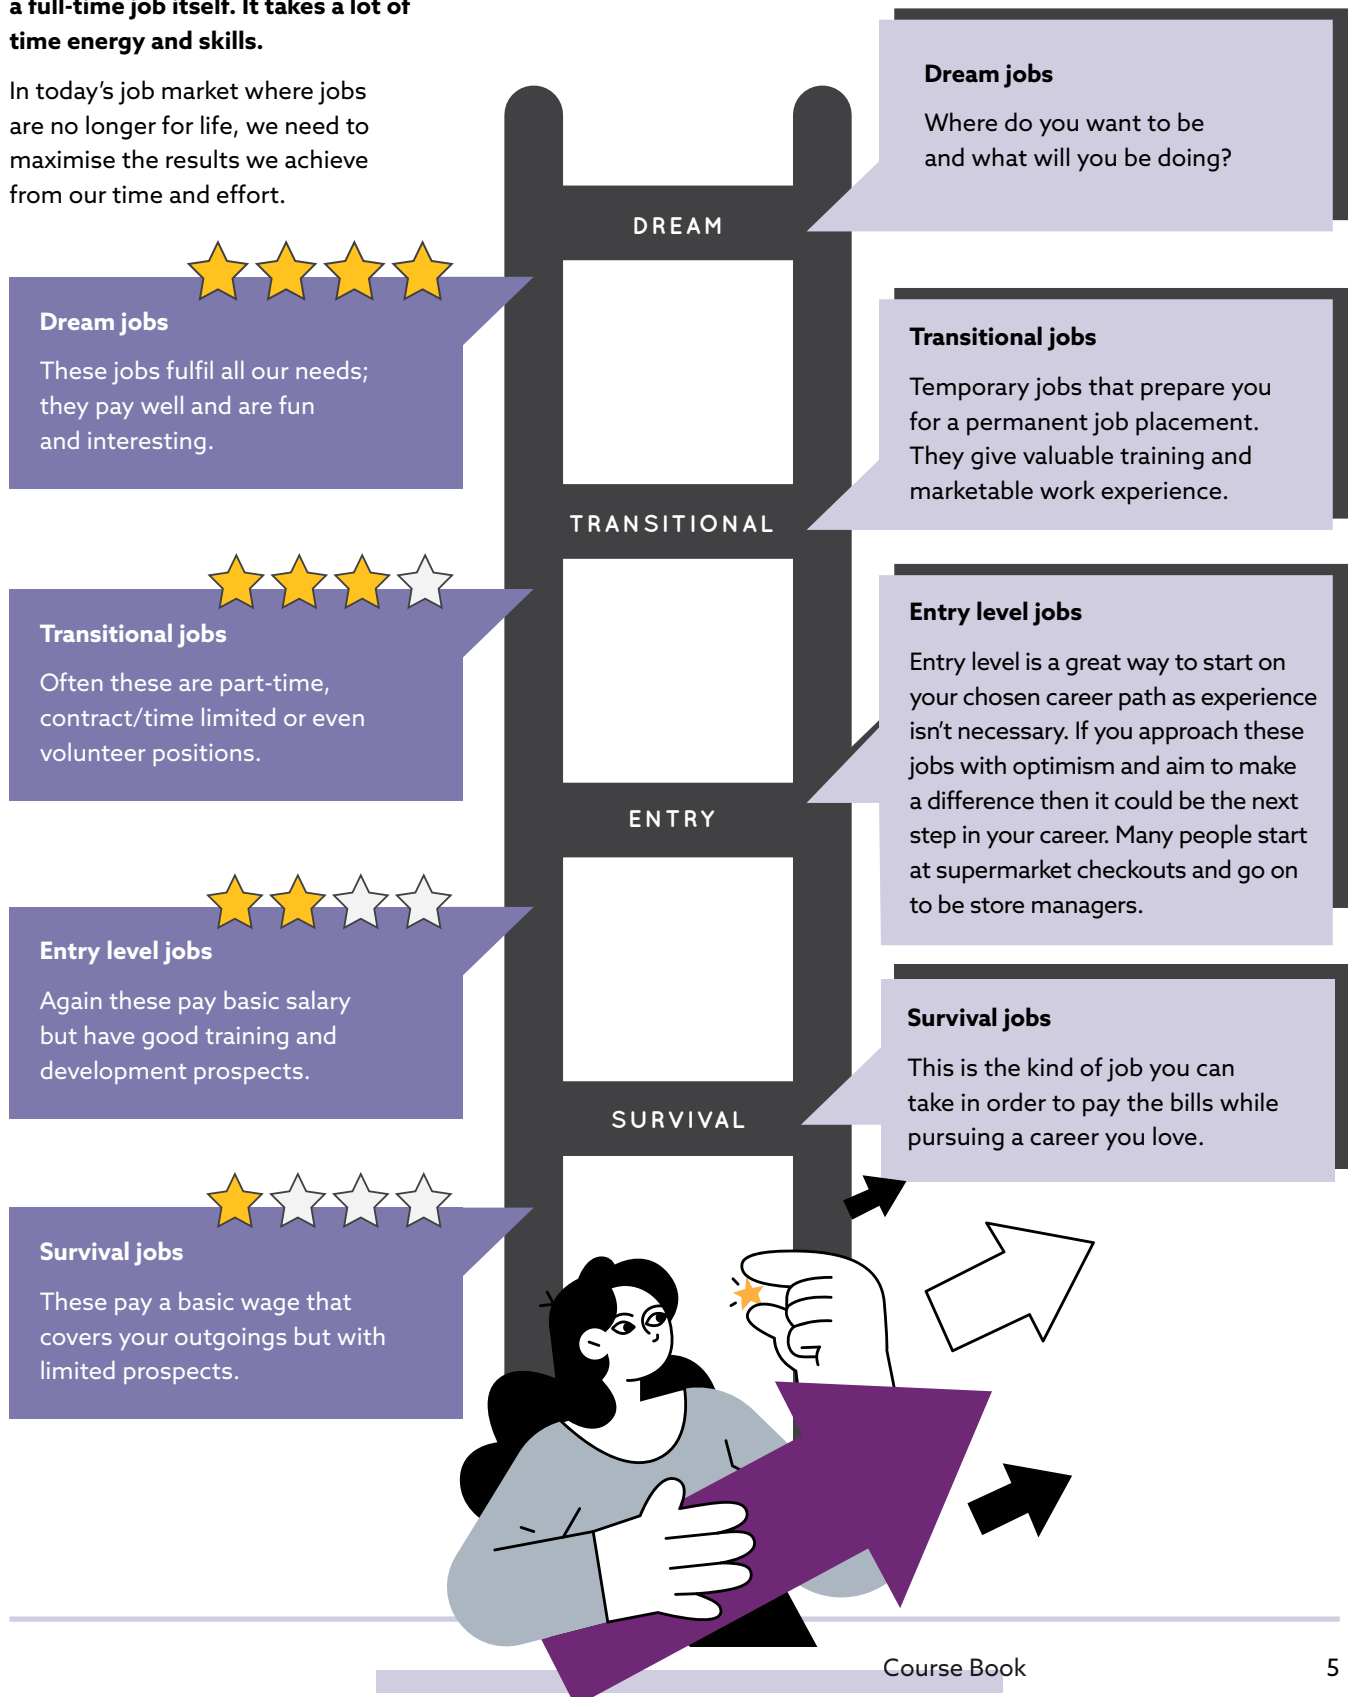 a full-time job itself. It takes a lot of
time energy and skills.
In today's job market where jobs
are no longer for life, we need to
maximise the results we achieve
from our time and effort.
Dream jobs
These jobs fulfil all our needs;
they pay well and are fun
and interesting.
Transitional jobs
Often these are part-time,
contract/time limited or even
volunteer positions.
Entry level jobs
Again these pay basic salary
but have good training and
development prospects.
Survival jobs
These pay a basic wage that
covers your outgoings but with
limited prospects.
DREAM
TRANSITIONAL
ENTRY
SURVIVAL
Dream jobs
Where do you want to be
and what will you be doing?
Transitional jobs
Temporary jobs that prepare you
for a permanent job placement.
They give valuable training and
marketable work experience.
Entry level jobs
Entry level is a great way to start on
your chosen career path as experience
isn't necessary. If you approach these
jobs with optimism and aim to make
a difference then it could be the next
step in your career. Many people start
at supermarket checkouts and go on
to be store managers.
Survival jobs
This is the kind of job you can
take in order to pay the bills while
pursuing a career you love.
Course Book 5